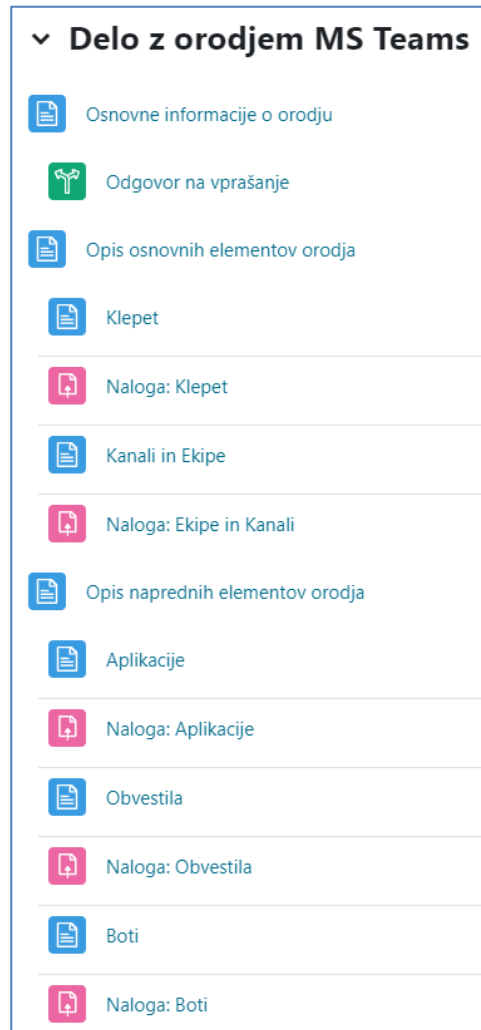 Delo z orodjem MS Teams
Osnovne informacije o orodju
Odgovor na vprašanje
Opis osnovnih elementov orodja
Klepet
Naloga: Klepet
Kanali in Ekipe
Naloga: Ekipe in Kanali
Opis naprednih elementov orodja
Aplikacije
Naloga: Aplikacije
Obvestila
Naloga: Obvestila
Boti
Naloga: Boti